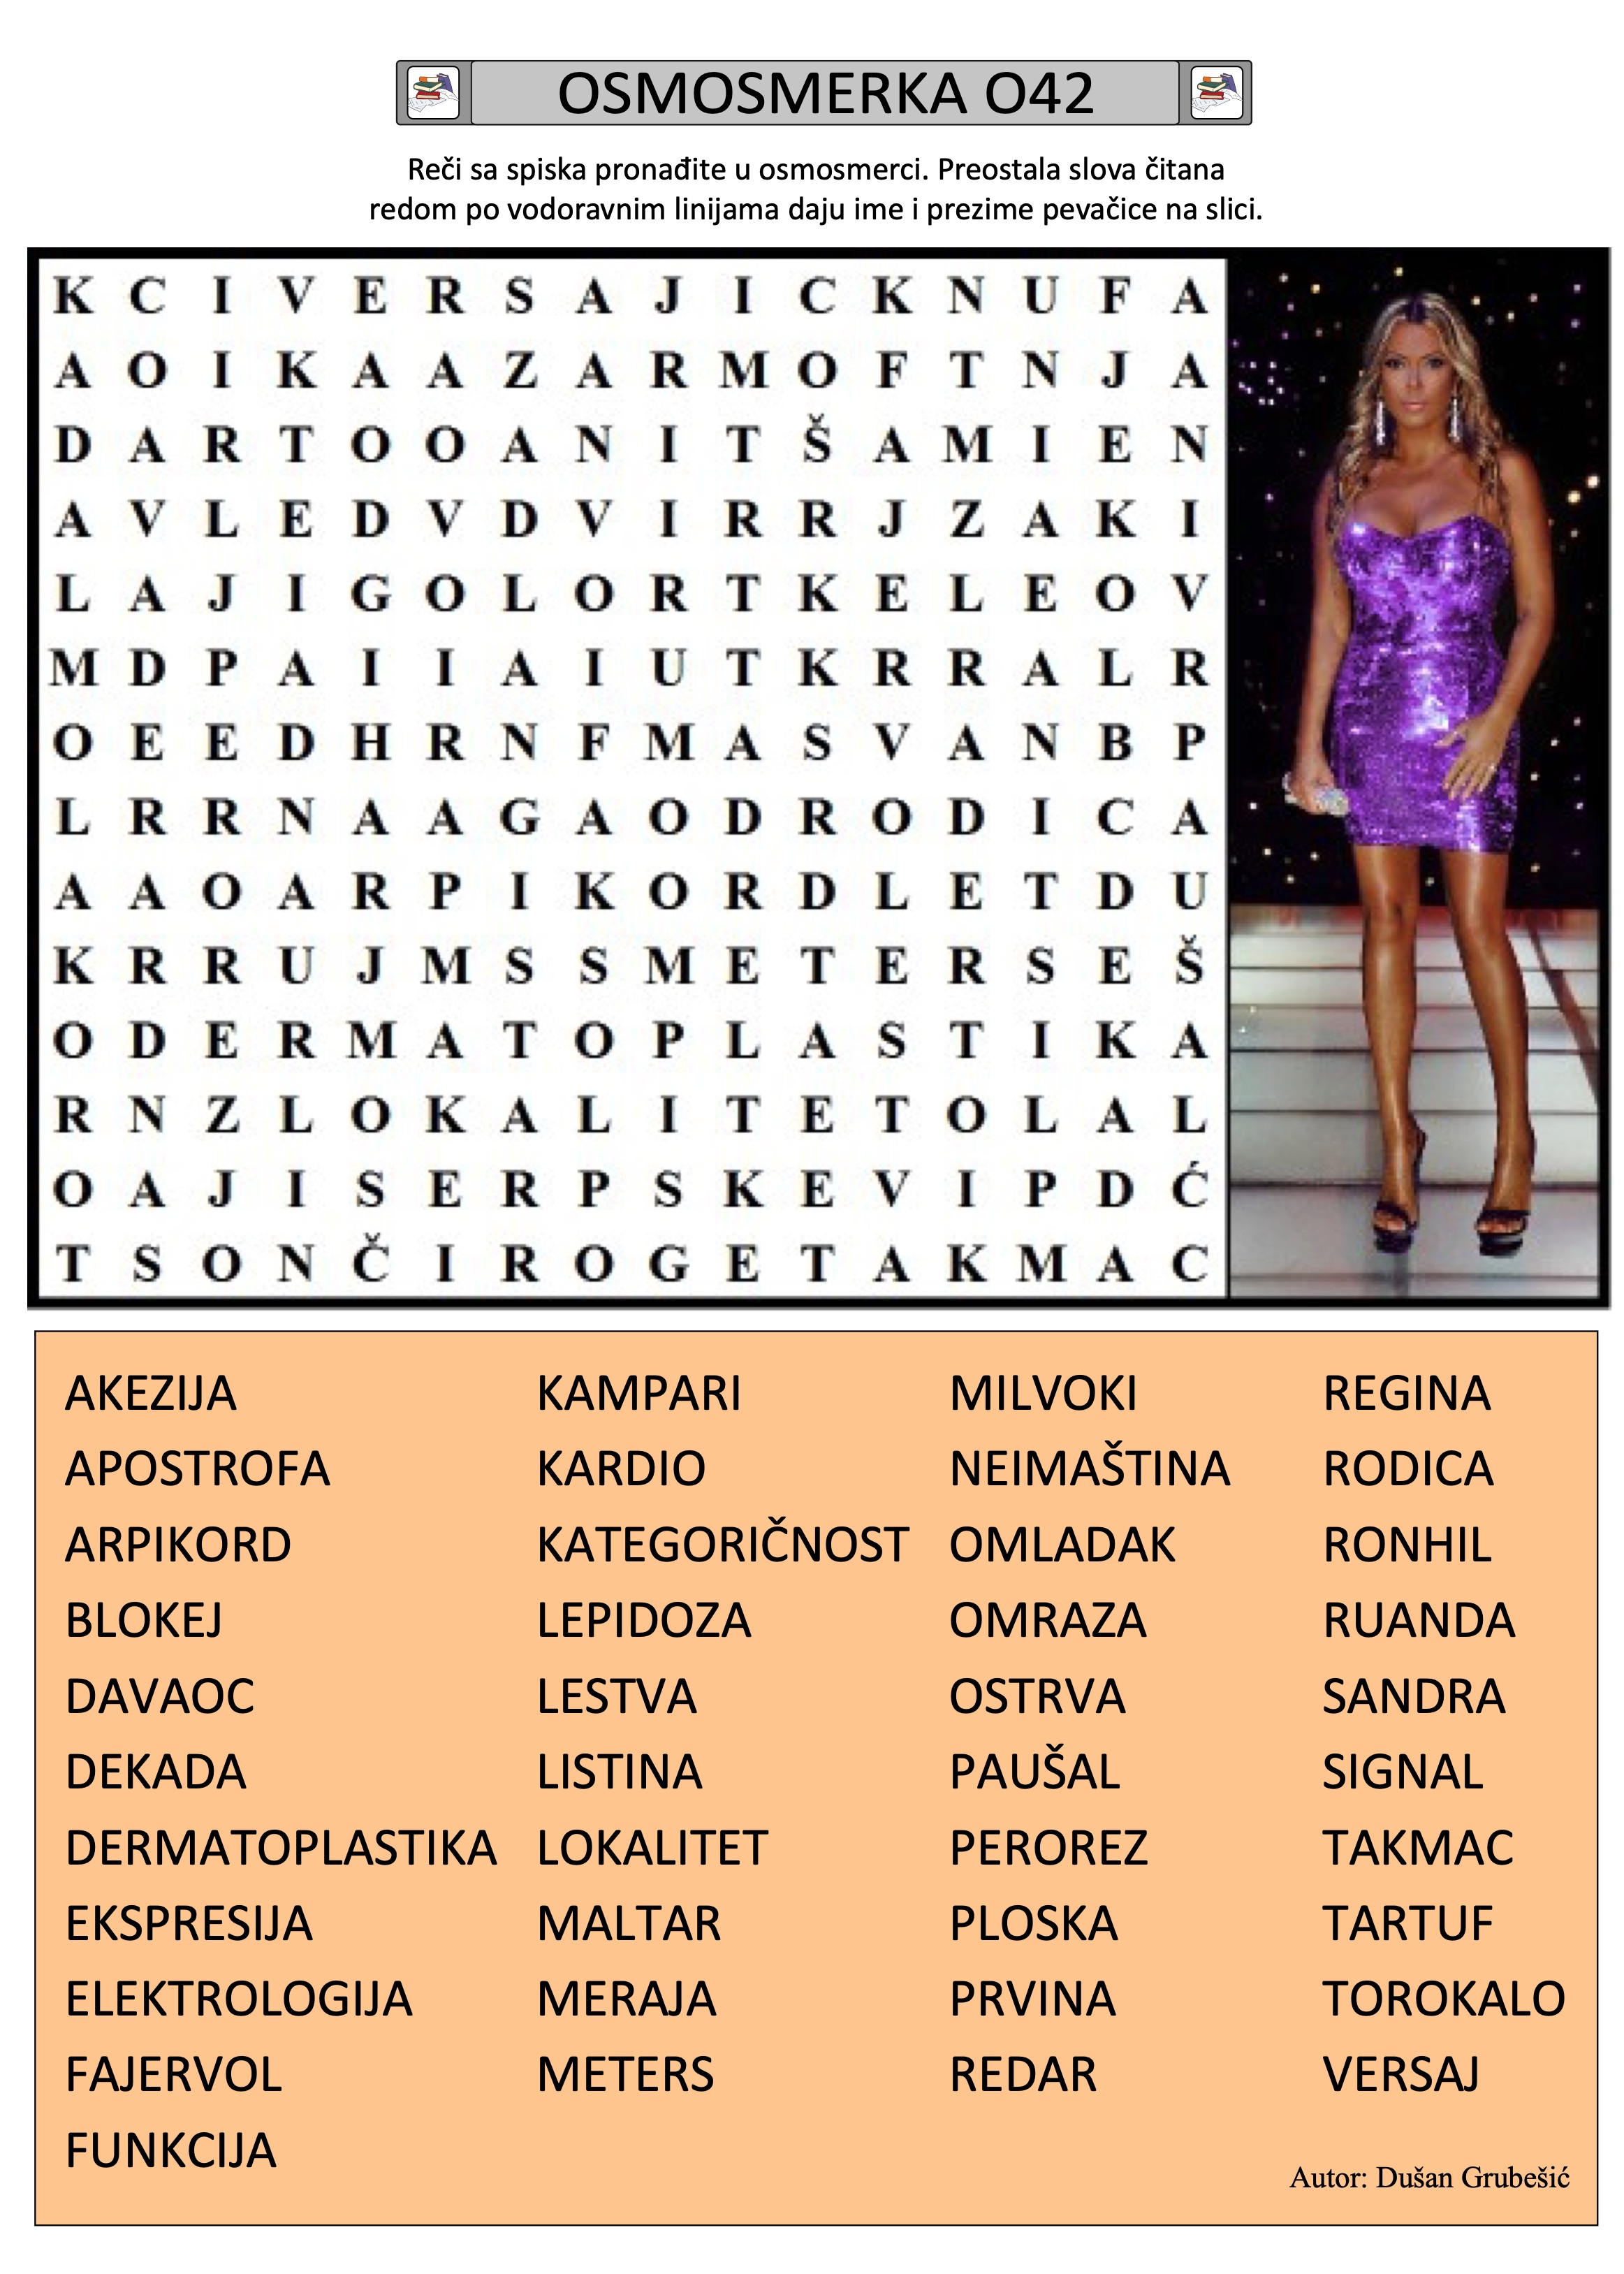 OSMOSMERKA O42
Reči sa spiska pronađite u osmosmerci. Preostala slova čitana
redom po vodoravnim linijama daju ime i prezime pevačice na slici.
K C I V E R S A J I C K N U F A
A O I K A A Z A R M O F T N J A
D A R T O O A N I T Š A M I E N
A V L E D V D V I R R J Z A K I
L A J I G O L O R T K E L E O V
M D P A I I A I U T K R R A L R
O E E D H R N F M A S V A N B P
L R R N A A G A O D R O D I C A
A A O A R P I K O R D L E T D U
K R R U J M S S M E T E R S E Š
O D E R M A T O P L A S T I K A
R N Z L O K A L I T E T O L A L
O A J I S E R P S K E V I P D Ć
T S O N Č I R O G E T A K M A C
AKEZIJA KAMPARI MILVOKI REGINA
APOSTROFA KARDIO NEIMAŠTINA RODICA
ARPIKORD KATEGORIČNOST OMLADAK RONHIL
BLOKEJ LEPIDOZA OMRAZA RUANDA
DAVAOC LESTVA OSTRVA SANDRA
DEKADA LISTINA PAUŠAL SIGNAL
DERMATOPLASTIKA LOKALITET PEROREZ TAKMAC
EKSPRESIJA MALTAR PLOSKA TARTUF
ELEKTROLOGIJA MERAJA PRVINA TOROKALO
FAJERVOL METERS REDAR VERSAJ
FUNKCIJA
Autor: Dušan Grubešić